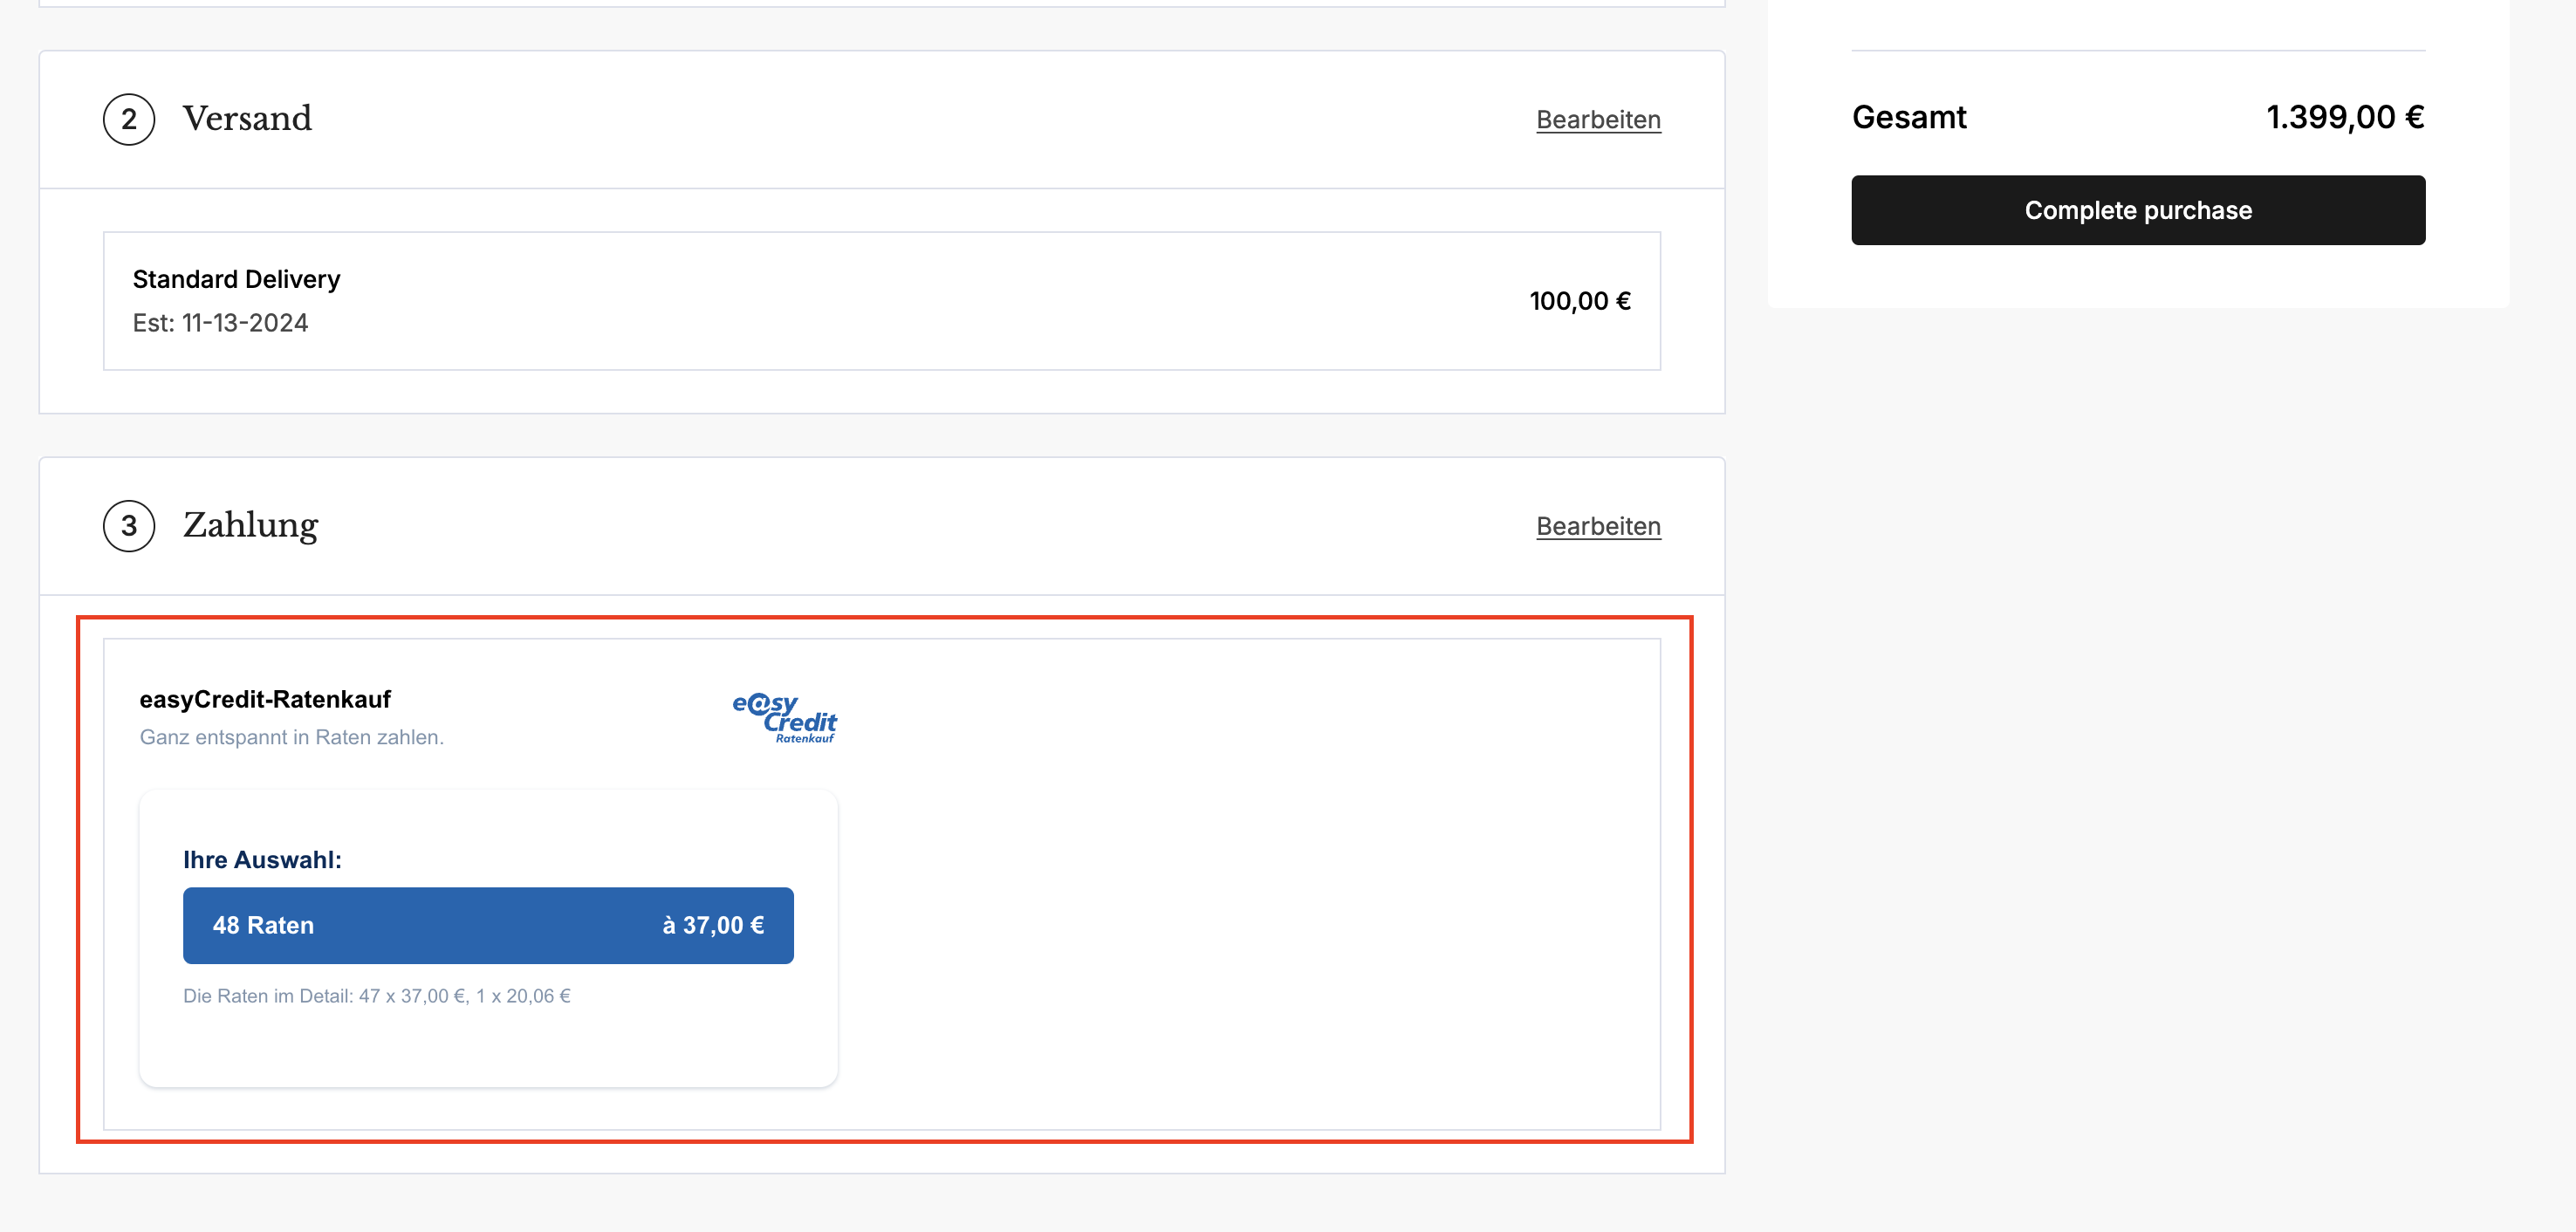 2 Versand Bearbeiten
Standard Delivery
Est: 11-13-2024
100,00 €
3 Zahlung Bearbeiten
easyCredit-Ratenkauf
Ganz entspannt in Raten zahlen.
e@sy
Credit
Ratenkauf
Ihre Auswahl:
48 Raten à 37,00 €
Die Raten im Detail: 47 x 37,00 €, 1 x 20,06 €
Gesamt 1.399,00 €
Complete purchase